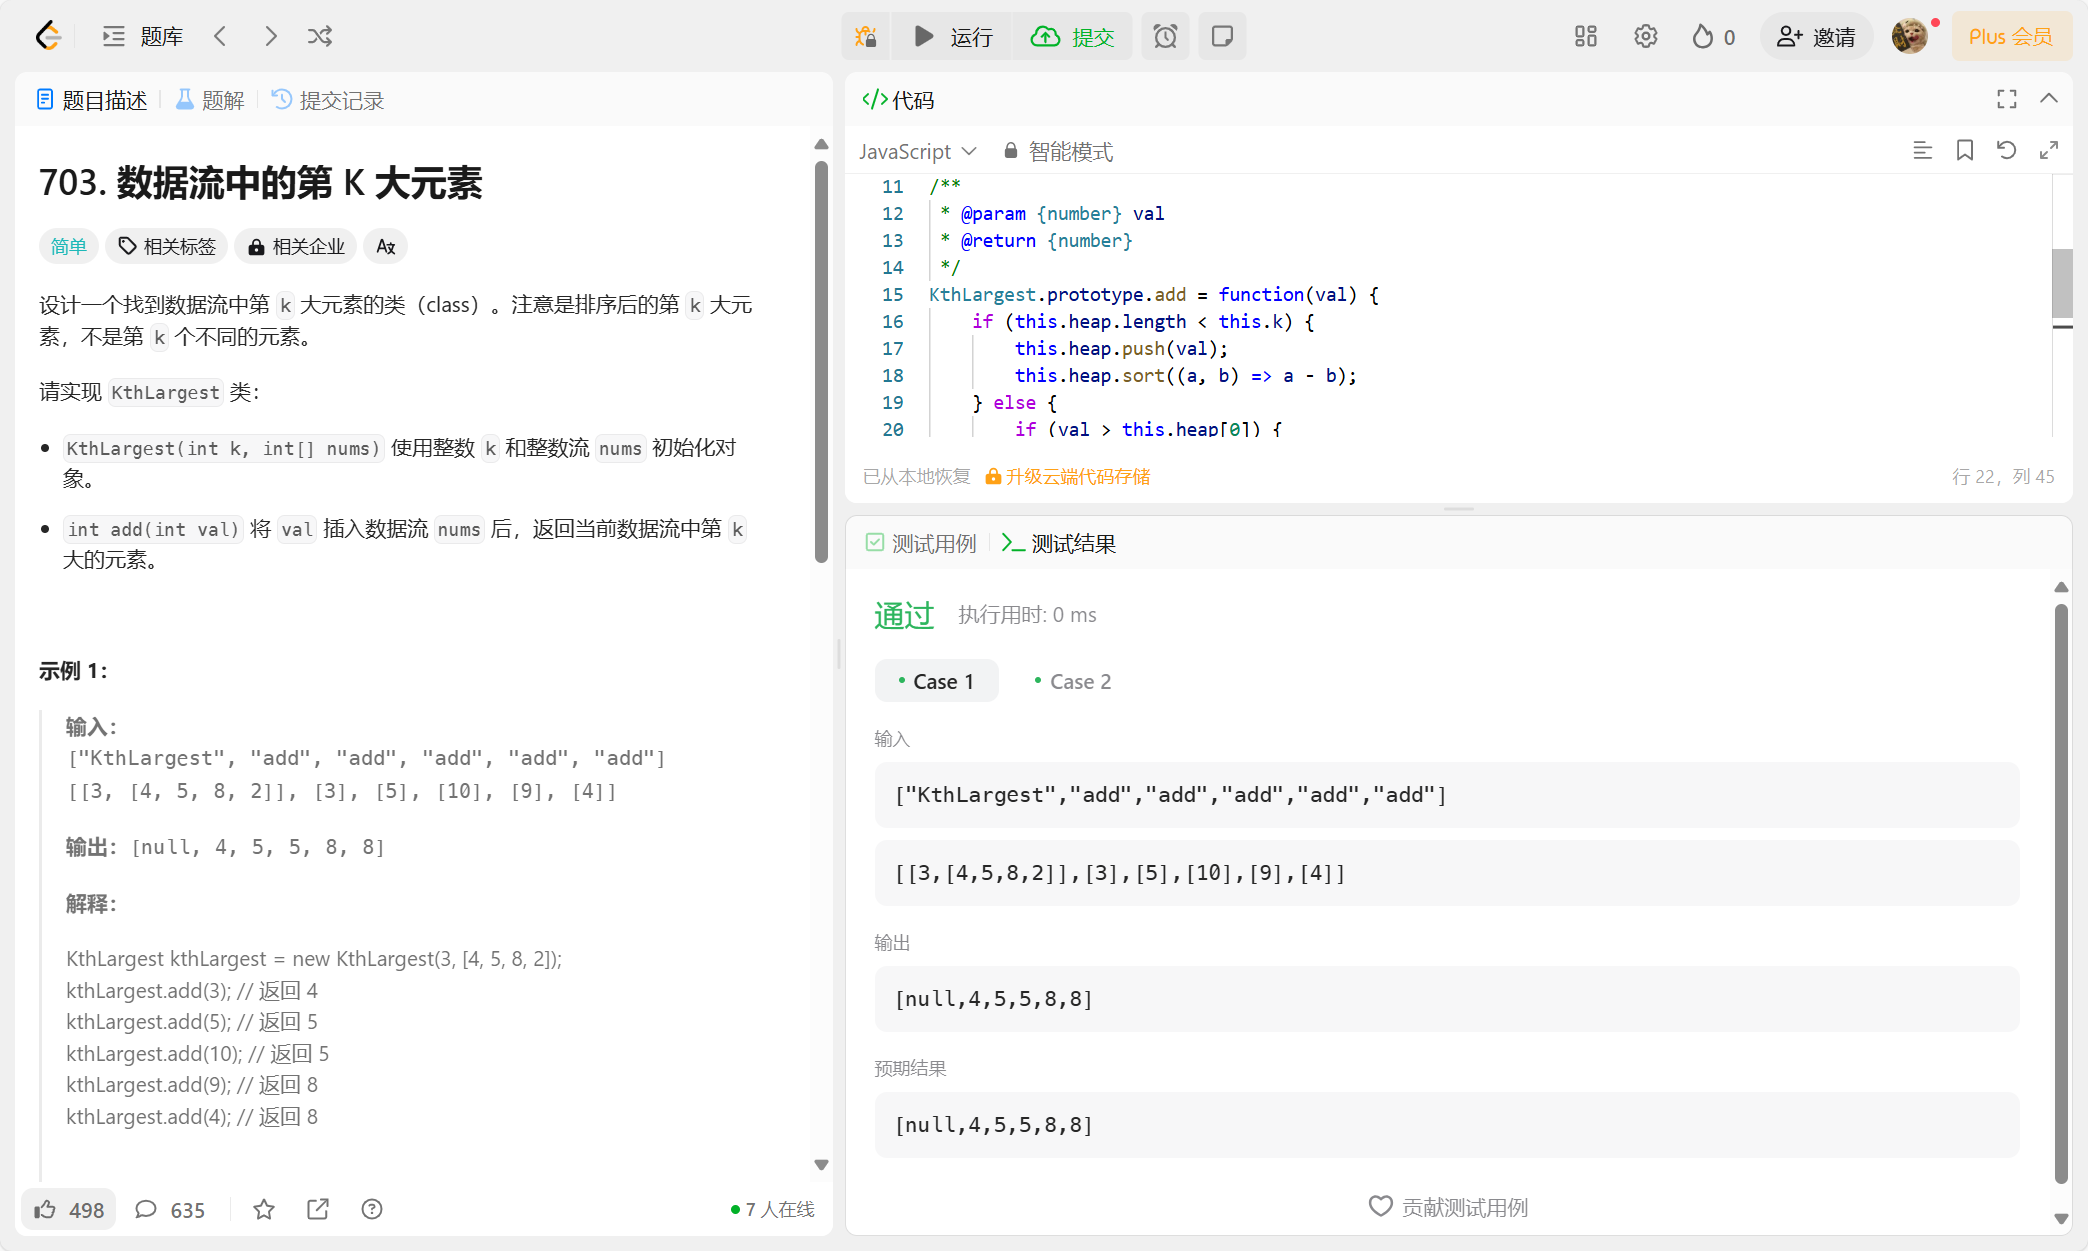 题库
运行
提交
0
邀请
Plus 会员
题目描述
题解
提交记录
703. 数据流中的第 K 大元素
简单
相关标签
相关企业
设计一个找到数据流中第 k 大元素的类（class）。注意是排序后的第 k 大元
素，不是第 k 个不同的元素。
请实现 KthLargest 类：
KthLargest(int k, int[] nums) 使用整数 k 和整数流 nums 初始化对
象。
int add(int val) 将 val 插入数据流 nums 后，返回当前数据流中第 k
大的元素。
示例 1：
输入：
["KthLargest", "add", "add", "add", "add", "add"]
[[3, [4, 5, 8, 2]], [3], [5], [10], [9], [4]]
输出：[null, 4, 5, 5, 8, 8]
解释：
KthLargest kthLargest = new KthLargest(3, [4, 5, 8, 2]);
kthLargest.add(3); // 返回 4
kthLargest.add(5); // 返回 5
kthLargest.add(10); // 返回 5
kthLargest.add(9); // 返回 8
kthLargest.add(4); // 返回 8
498
635
7 人在线
</>代码
JavaScript
智能模式
11 /**
12 * @param {number} val
13 * @return {number}
14 */
15 KthLargest.prototype.add = function(val) {
16 if (this.heap.length < this.k) {
17 this.heap.push(val);
18 this.heap.sort((a, b) => a - b);
19 } else {
20 if (val > this.heap[0]) {
已从本地恢复
升级云端代码存储
行 22，列 45
测试用例
测试结果
通过
执行用时: 0 ms
Case 1
Case 2
输入
["KthLargest","add","add","add","add","add"]
[[3,[4,5,8,2]],[3],[5],[10],[9],[4]]
输出
[null,4,5,5,8,8]
预期结果
[null,4,5,5,8,8]
贡献测试用例